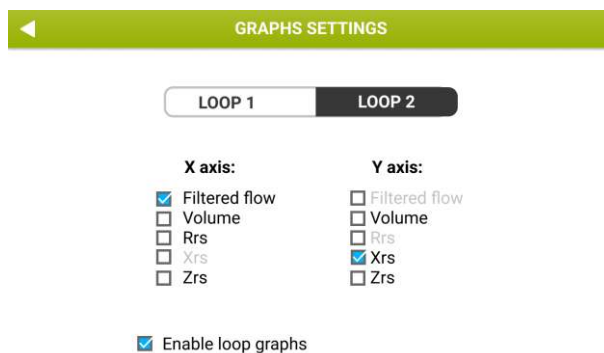 GRAPHS SETTINGS
LOOP 1
LOOP 2
X axis:
Filtered flow
Volume
Rrs
Xrs
Zrs
Y axis:
Filtered flow
Volume
Rrs
Xrs
Zrs
Enable loop graphs